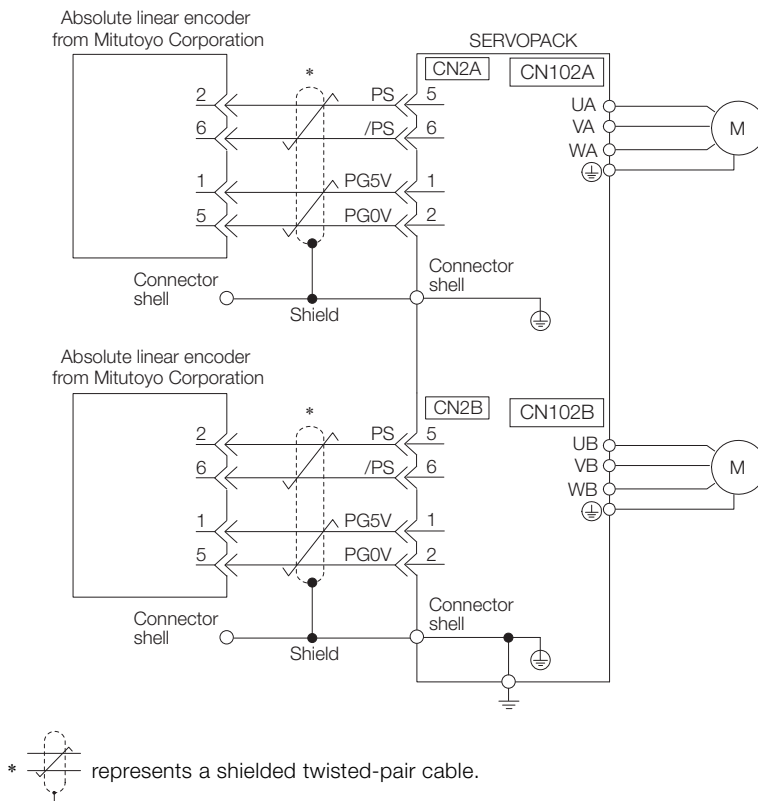 Absolute linear encoder
from Mitutoyo Corporation
SERVOPACK
*
CN2A
CN102A
2
PS
5
UA
6
/PS
6
VA
M
WA
1
PG5V
1
5
PG0V
2
Connector
shell
Connector
shell
Shield
Absolute linear encoder
from Mitutoyo Corporation
*
CN2B
CN102B
2
PS
5
UB
6
/PS
6
VB
M
WB
1
PG5V
1
5
PG0V
2
Connector
shell
Connector
shell
Shield
* represents a shielded twisted-pair cable.